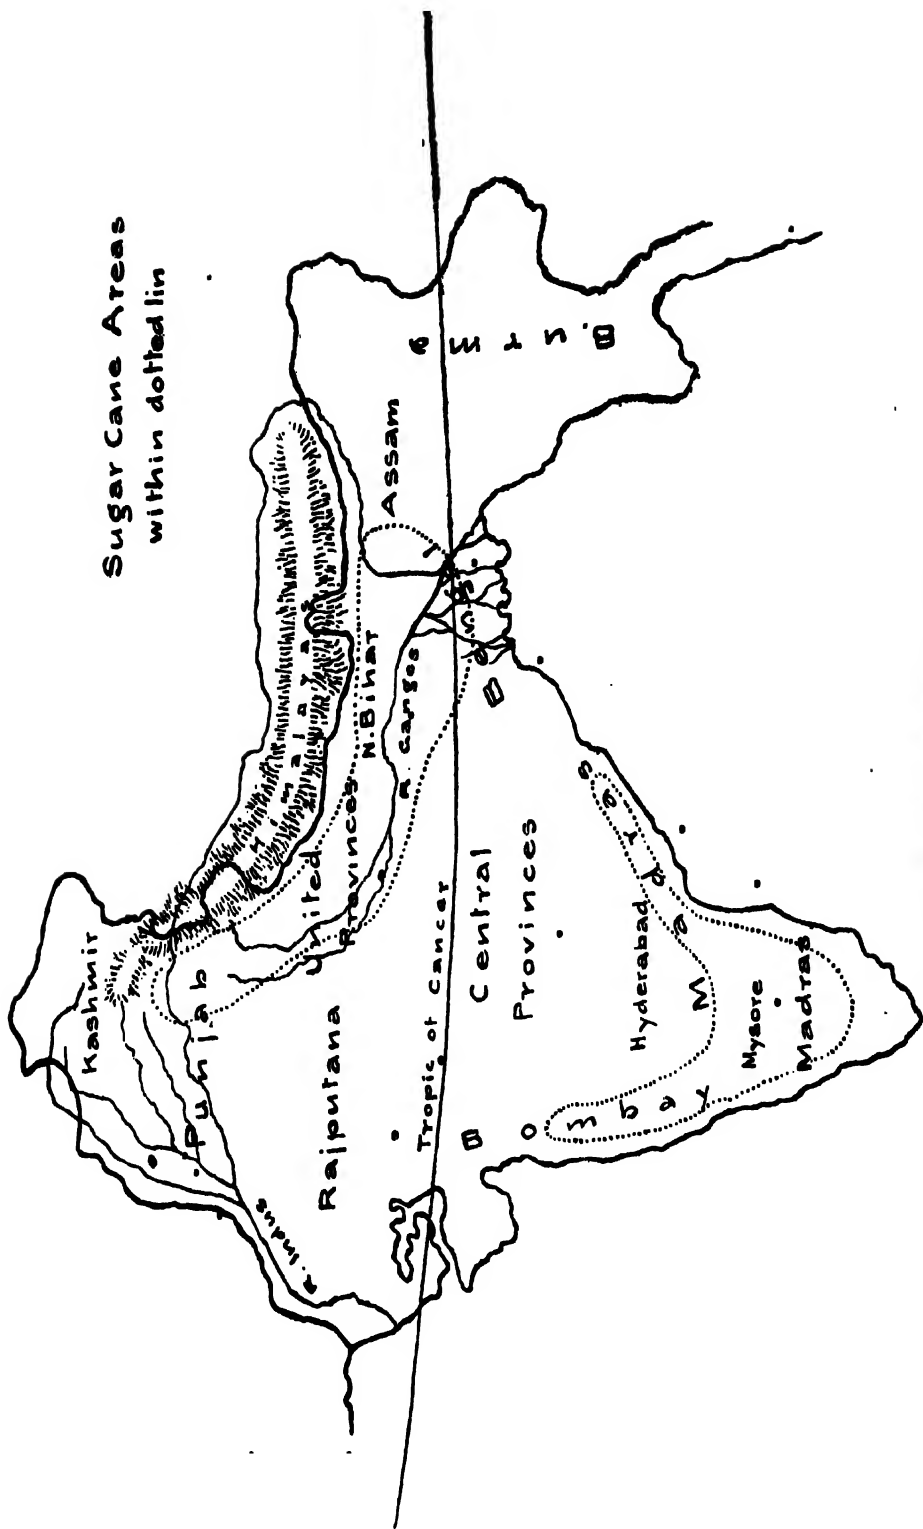 Sugar Cane Areas
within dotted lin
Kashmir
Punjab
Himalayas
R. Indus
Rajputana
United
Provinces
N. Bihar
R. Ganges
Assam
Tropic of Cancer
Bengal
Burma
Central
Provinces
Bombay
Hyderabad
Madras
Mysore
Madras